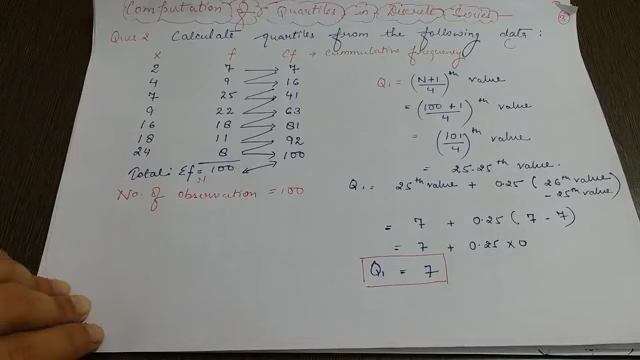 Computation of Quartiles in Discrete Series
Ques 2 Calculate quartiles from the following data:
x f Cf → cummulative frequency
2 7 → 7
4 9 16
7 25 41
9 22 63
16 18 81
18 11 92
24 8 100
Total: Σf = 100
No. of observation = 100
Q1 = (N+1/4)th value
= (100+1/4)th value
= (101/4)th value
= 25.25th value.
Q1 = 25th value + 0.25 (26th value
- 25th value)
= 7 + 0.25 (7 - 7)
= 7 + 0.25 × 0
Q1 = 7